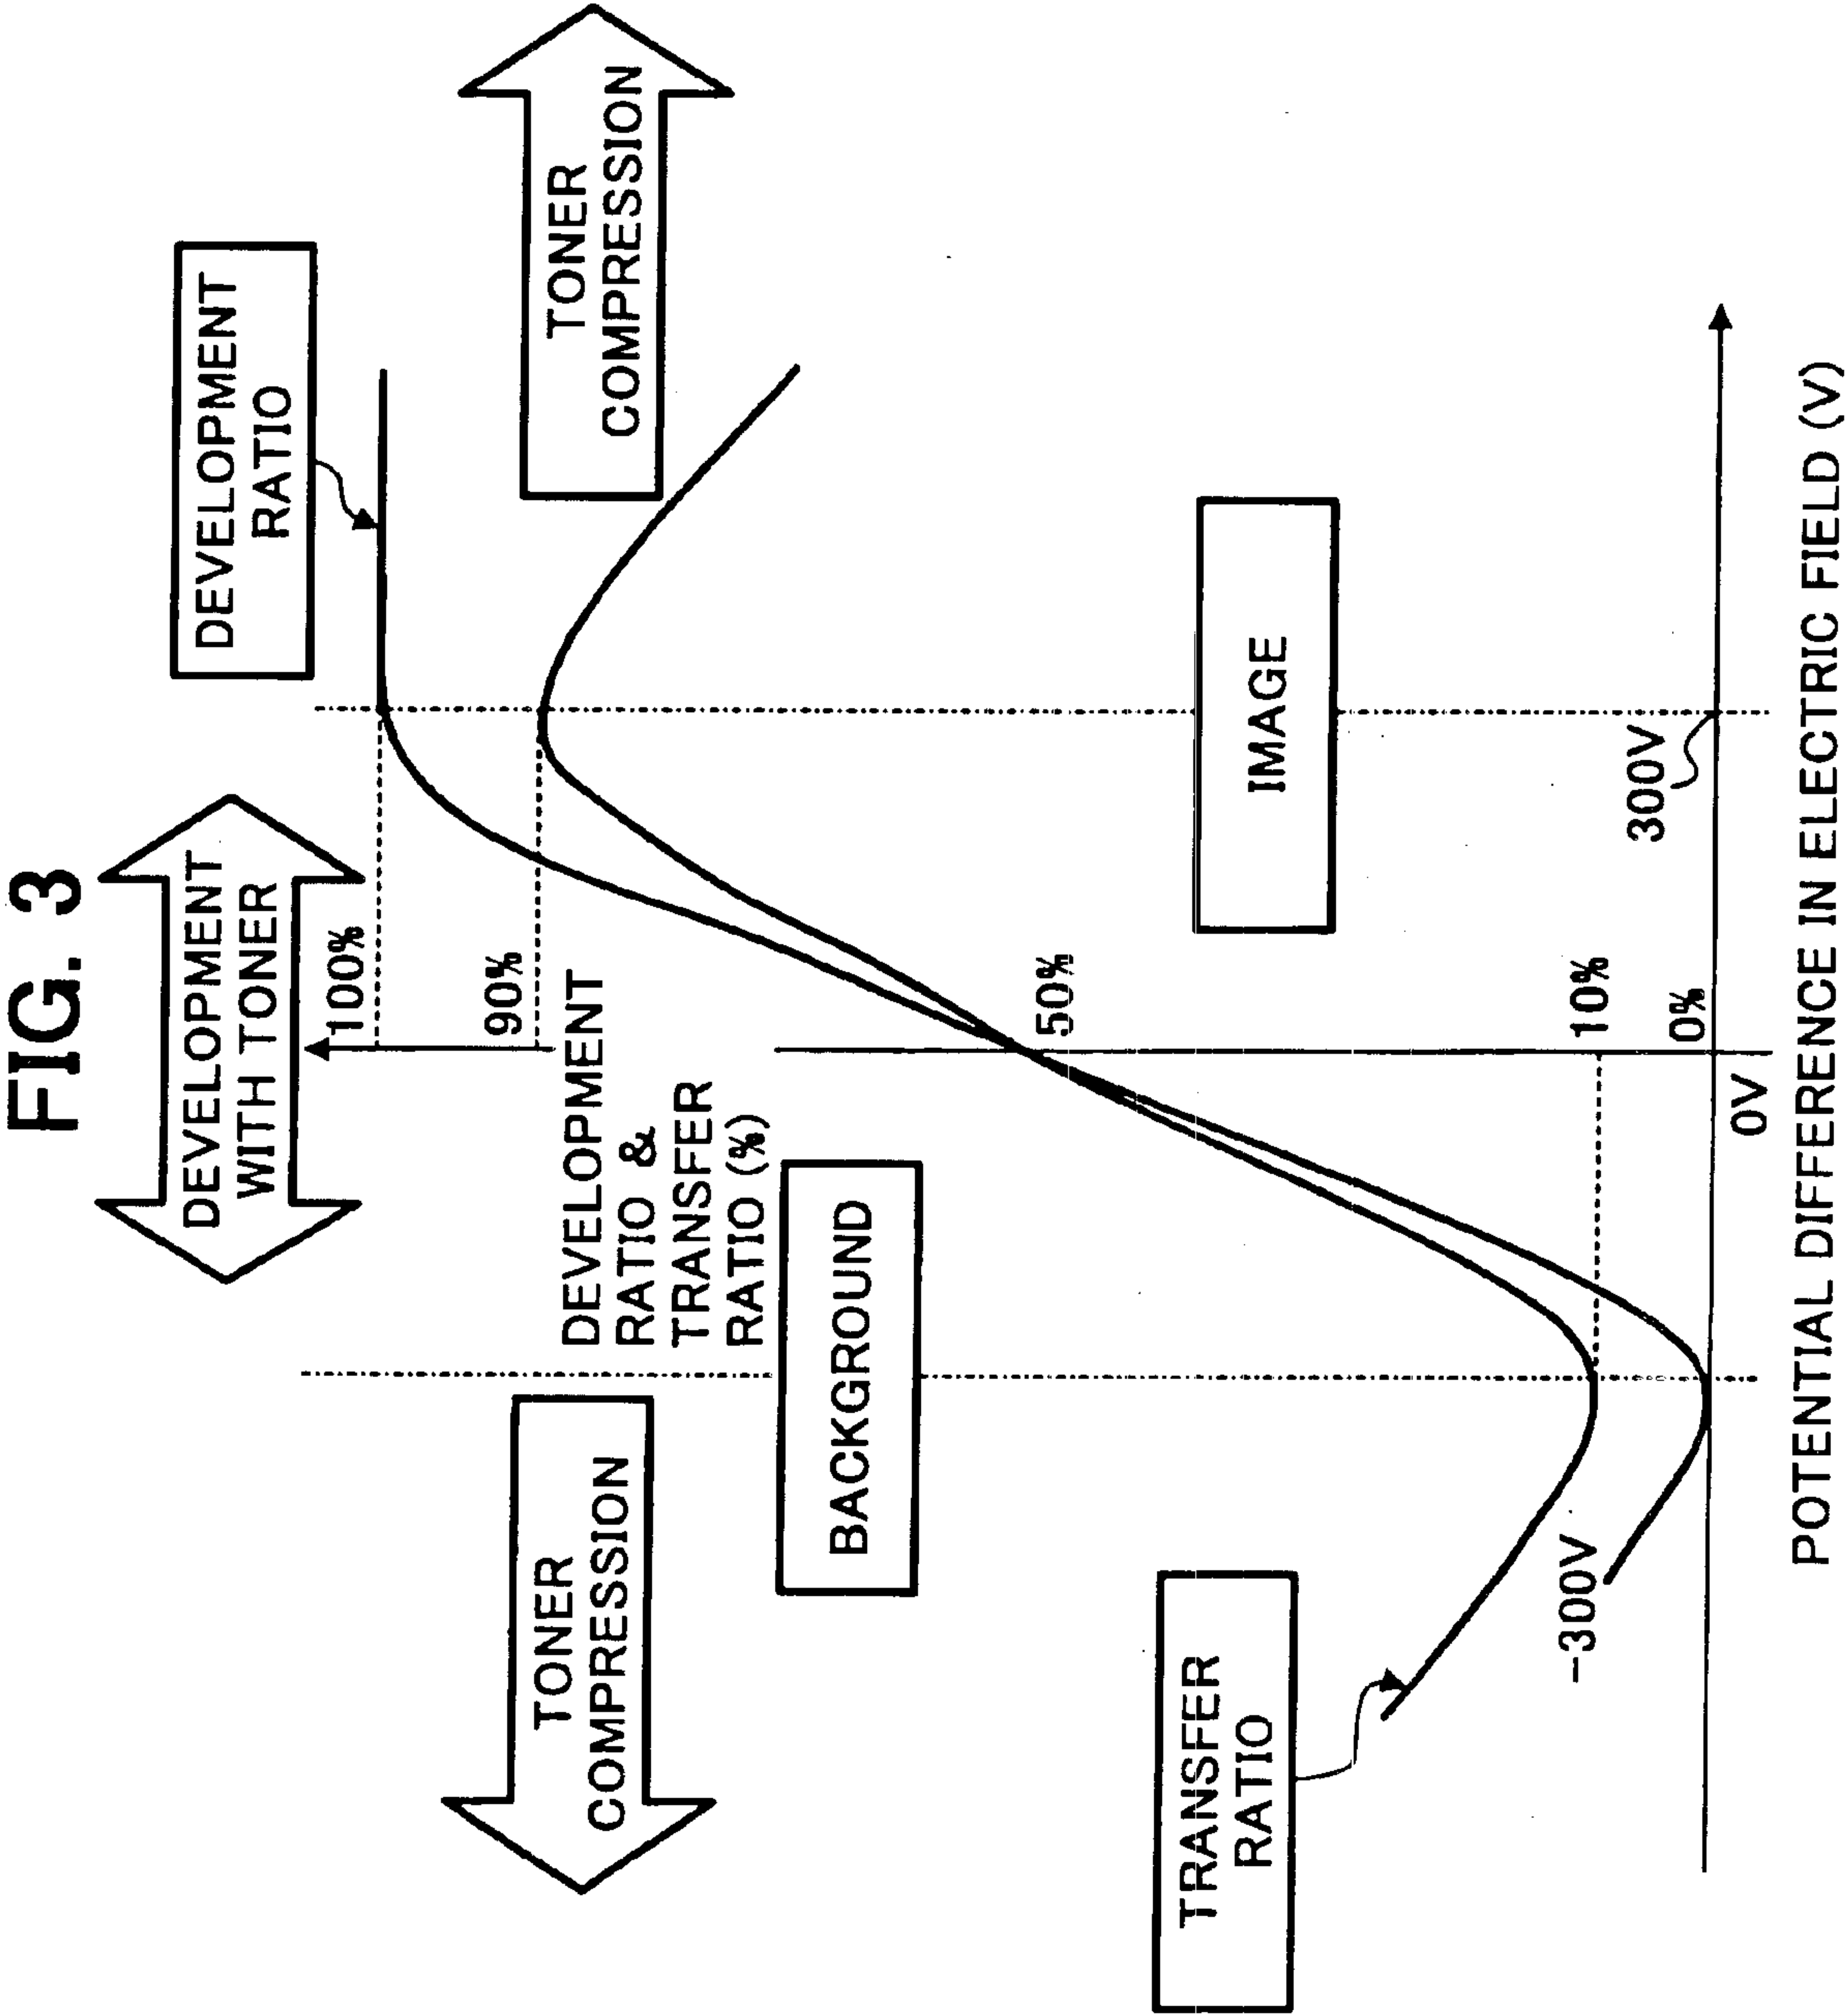 FIG. 3
DEVELOPMENT
WITH TONER
DEVELOPMENT
RATIO
100%
90%
TONER
COMPRESSION
TONER
COMPRESSION
DEVELOPMENT
RATIO &
TRANSFER
RATIO (%)
BACKGROUND
50%
IMAGE
TRANSFER
RATIO
-300V
10%
0%
300V
0V
POTENTIAL DIFFERENCE IN ELECTRIC FIELD (V)